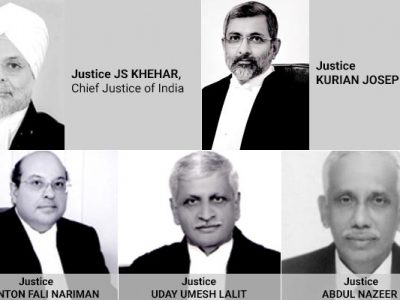 Justice JS KHEHAR,
Chief Justice of India
Justice
KURIAN JOSEP
Justice
NTON FALI NARIMAN
Justice
UDAY UMESH LALIT
Justice
ABDUL NAZEER